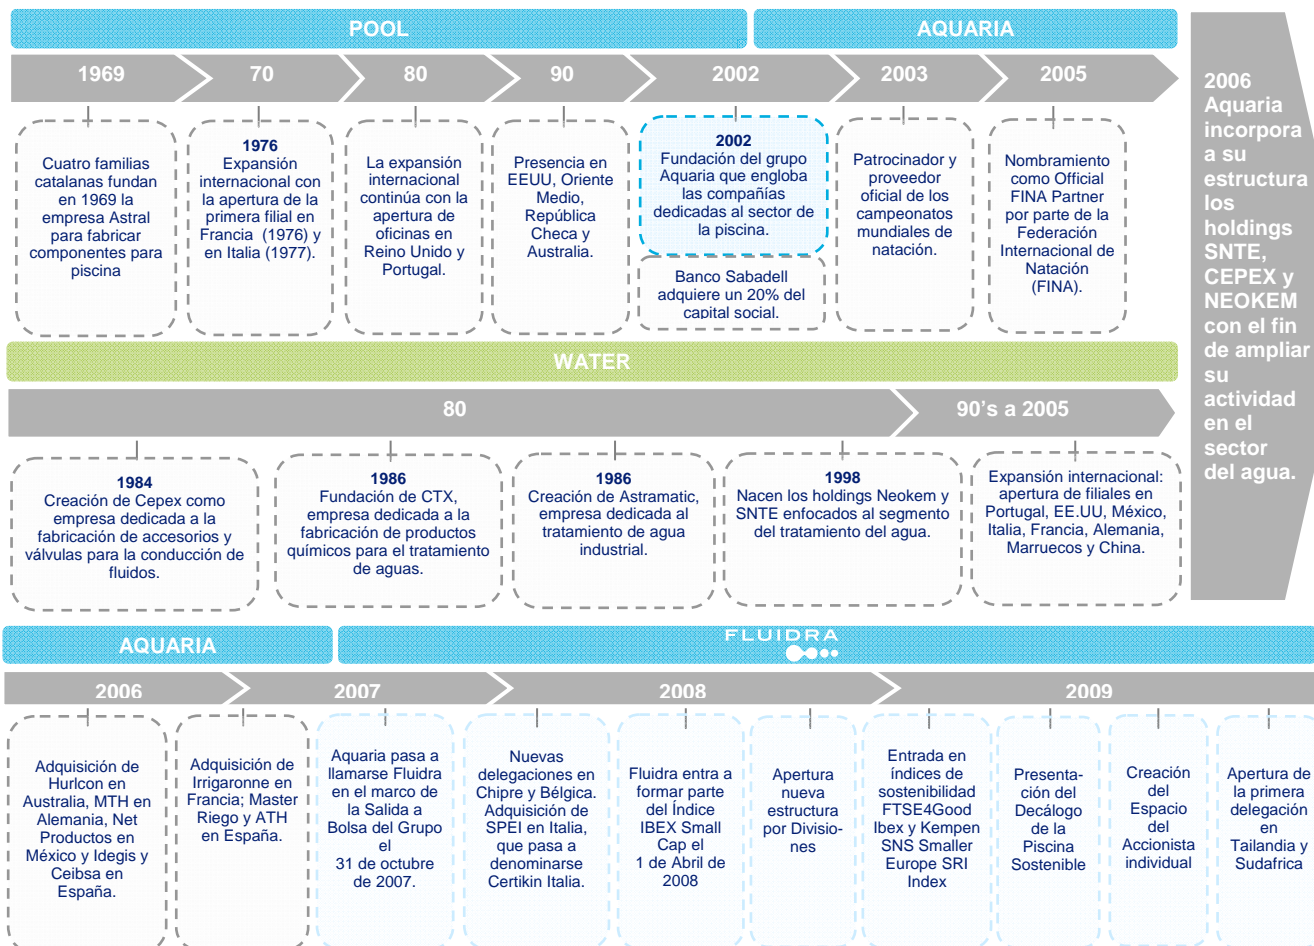 POOL
AQUARIA
1969
70
80
90
2002
2003
2005
Cuatro familias
catalanas fundan
en 1969 la
empresa Astral
para fabricar
componentes para
piscina
1976
Expansión
internacional con
la apertura de la
primera filial en
Francia (1976) y
en Italia (1977).
La expansión
internacional
continúa con la
apertura de
oficinas en
Reino Unido y
Portugal.
Presencia en
EEUU, Oriente
Medio,
República
Checa y
Australia.
2002
Fundación del grupo
Aquaria que engloba
las compañías
dedicadas al sector de
la piscina.
Banco Sabadell
adquiere un 20% del
capital social.
Patrocinador y
proveedor
oficial de los
campeonatos
mundiales de
natación.
Nombramiento
como Official
FINA Partner
por parte de la
Federación
Internacional de
Natación
(FINA).
2006
Aquaria
incorpora
a su
estructura
los
holdings
SNTE,
CEPEX y
NEOKEM
con el fin
de ampliar
su
actividad
en el
sector
del agua.
WATER
80
90's a 2005
1984
Creación de Cepex como
empresa dedicada a la
fabricación de accesorios y
válvulas para la conducción de
fluidos.
1986
Fundación de CTX,
empresa dedicada a la
fabricación de productos
químicos para el tratamiento
de aguas.
1986
Creación de Astramatic,
empresa dedicada al
tratamiento de agua
industrial.
1998
Nacen los holdings Neokem y
SNTE enfocados al segmento
del tratamiento del agua.
Expansión internacional:
apertura de filiales en
Portugal, EE.UU, México,
Italia, Francia, Alemania,
Marruecos y China.
AQUARIA
FLUIDRA
2006
2007
2008
2009
Adquisición de
Hurlcon en
Australia, MTH en
Alemania, Net
Productos en
México y Idegis y
Ceibsa en
España.
Adquisición de
Irrigaronne en
Francia; Master
Riego y ATH
en España.
Aquaria pasa a
llamarse Fluidra
en el marco de
la Salida a
Bolsa del Grupo
el
31 de octubre
de 2007.
Nuevas
delegaciones en
Chipre y Bélgica.
Adquisición de
SPEI en Italia,
que pasa a
denominarse
Certikin Italia.
Fluidra entra a
formar parte
del Índice
IBEX Small
Cap el
1 de Abril de
2008
Apertura
nueva
estructura
por Divisio-
nes
Entrada en
índices de
sostenibilidad
FTSE4Good
Ibex y Kempen
SNS Smaller
Europe SRI
Index
Presenta-
ción del
Decálogo
de la
Piscina
Sostenible
Creación
del
Espacio
del
Accionista
individual
Apertura de
la primera
delegación
en
Tailandia y
Sudafrica